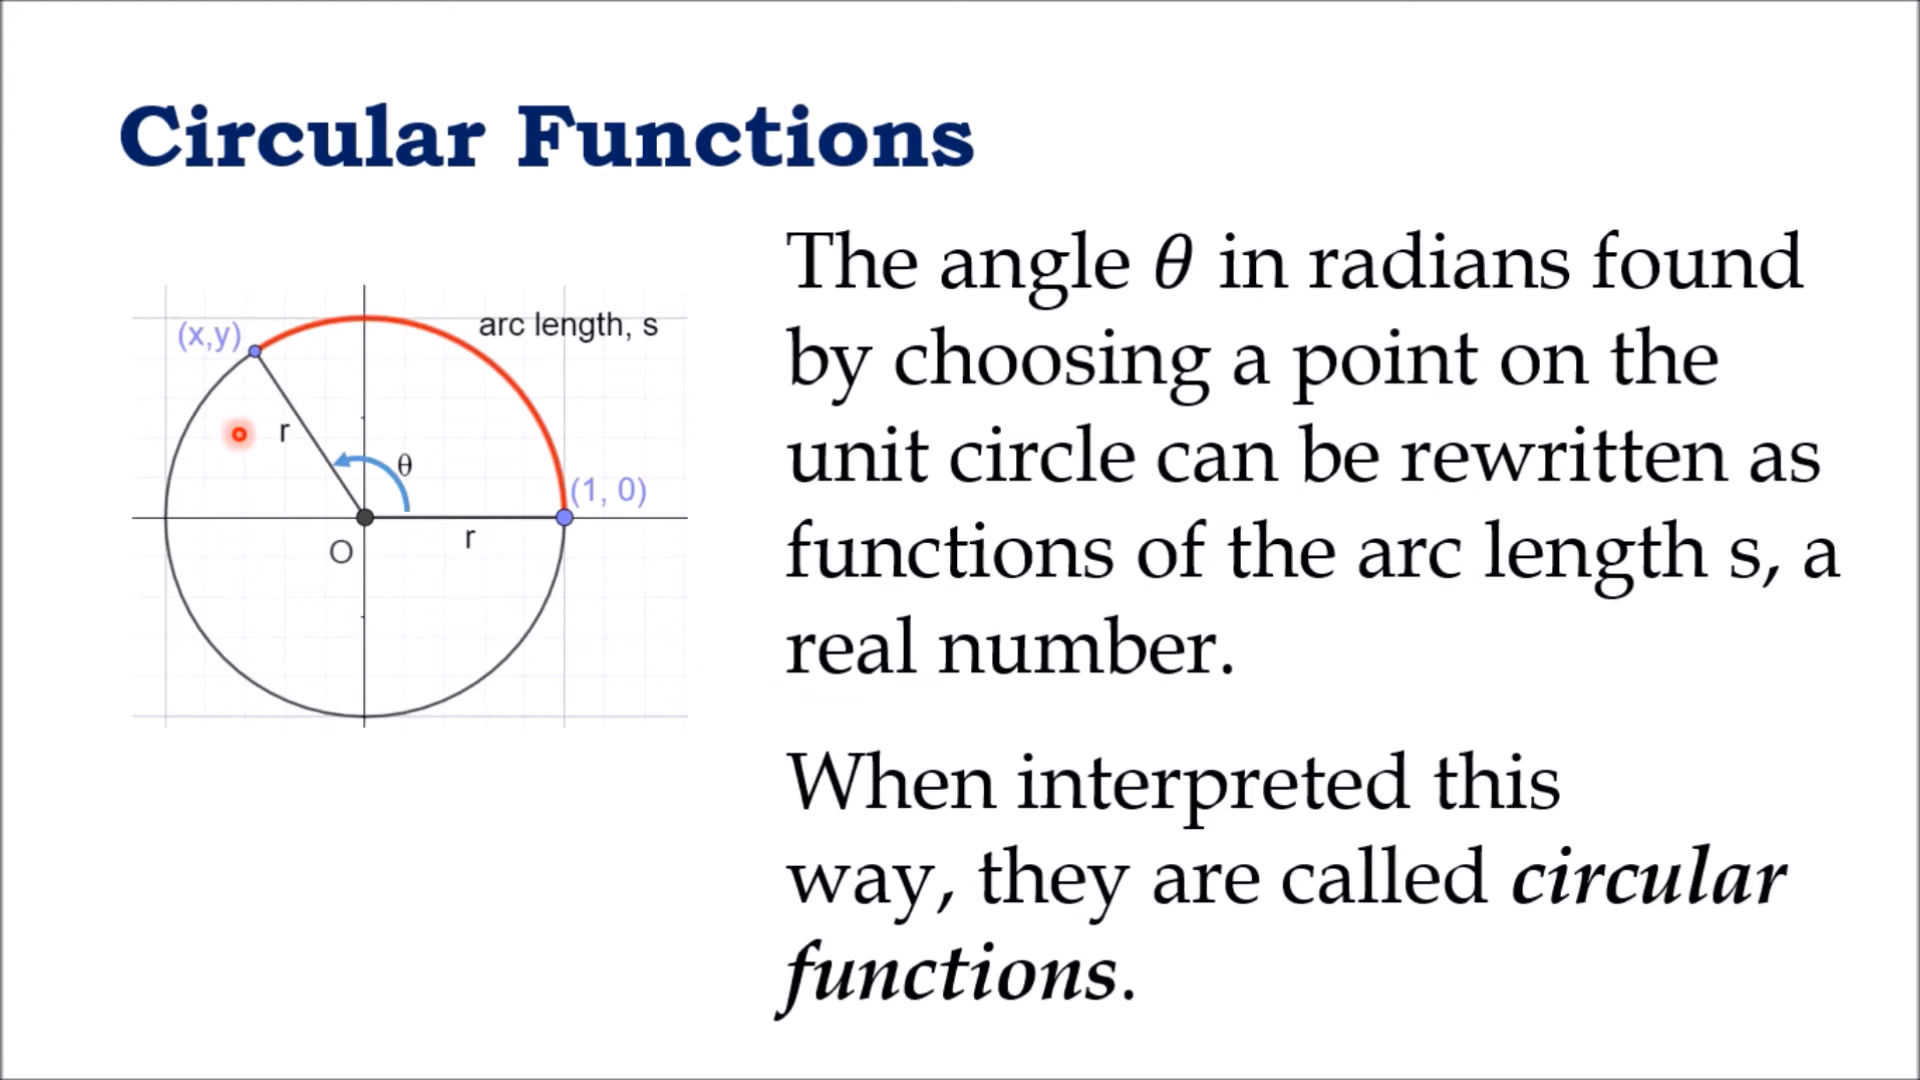 Circular Functions
The angle θ in radians found
by choosing a point on the
unit circle can be rewritten as
functions of the arc length s, a
real number.
When interpreted this
way, they are called circular
functions.
arc length, s
(x,y)
r
θ
(1, 0)
r
O